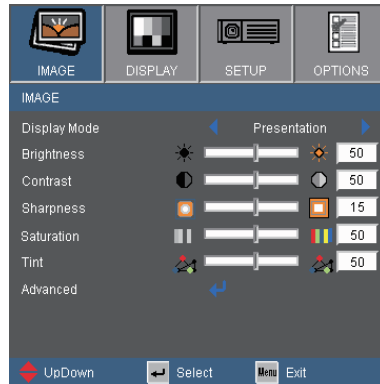 IMAGE DISPLAY SETUP OPTIONS
IMAGE
Display Mode Presentation
Brightness 50
Contrast 50
Sharpness 15
Saturation 50
Tint 50
Advanced
UpDown Select Menu Exit